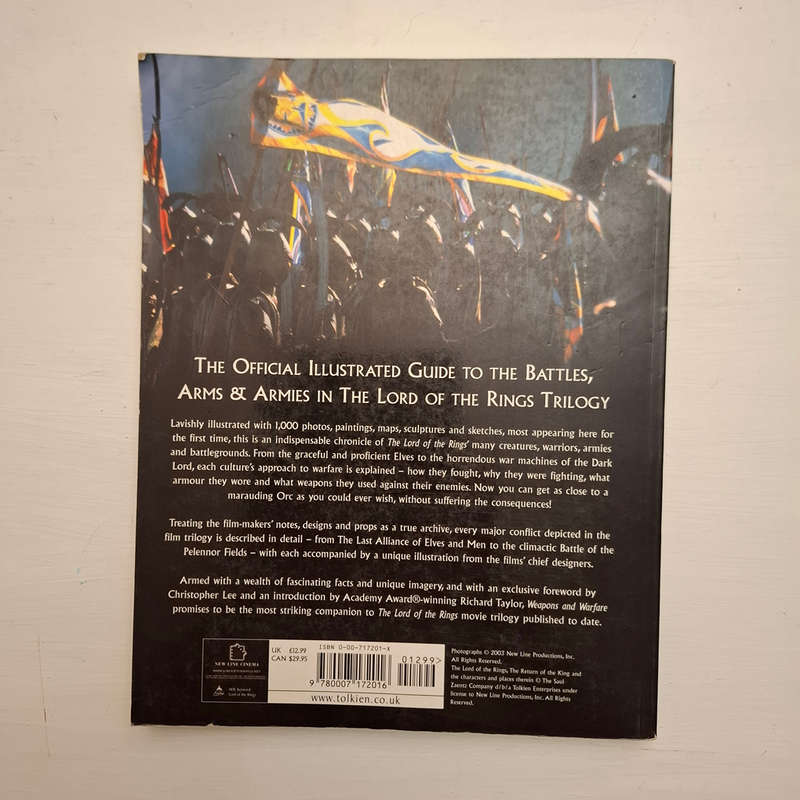 The Official Illustrated Guide to the Battles,
Arms & Armies in The Lord of the Rings Trilogy
Lavishly illustrated with 1,000 photos, paintings, maps, sculptures and sketches, most appearing here for
the first time, this is an indispensable chronicle of The Lord of the Rings' many creatures, warriors, armies
and battlegrounds. From the graceful and proficient Elves to the horrendous war machines of the Dark
Lord, each culture's approach to warfare is explained – how they fought, why they were fighting, what
armour they wore and what weapons they used against their enemies. Now you can get as close to a
marauding Orc as you could ever wish, without suffering the consequences!
Treating the film-makers' notes, designs and props as a true archive, every major conflict depicted in the
film trilogy is described in detail – from The Last Alliance of Elves and Men to the climactic Battle of the
Pelennor Fields – with each accompanied by a unique illustration from the films' chief designers.
Armed with a wealth of fascinating facts and unique imagery, and with an exclusive foreword by
Christopher Lee and an introduction by Academy Award®-winning Richard Taylor, Weapons and Warfare
promises to be the most striking companion to The Lord of the Rings movie trilogy published to date.
NEW LINE CINEMA
AOL Keyword:
Lord of the Rings
UK £12.99
CAN $29.95
ISBN 0-00-717201-X
01299>
9 780007 172016
www.tolkien.co.uk
Photographs © 2003 New Line Productions, Inc.
All Rights Reserved.
The Lord of the Rings, The Return of the King and
the characters and places therein © The Saul
Zaentz Company d/b/a Tolkien Enterprises under
license to New Line Productions, Inc. All Rights
Reserved.